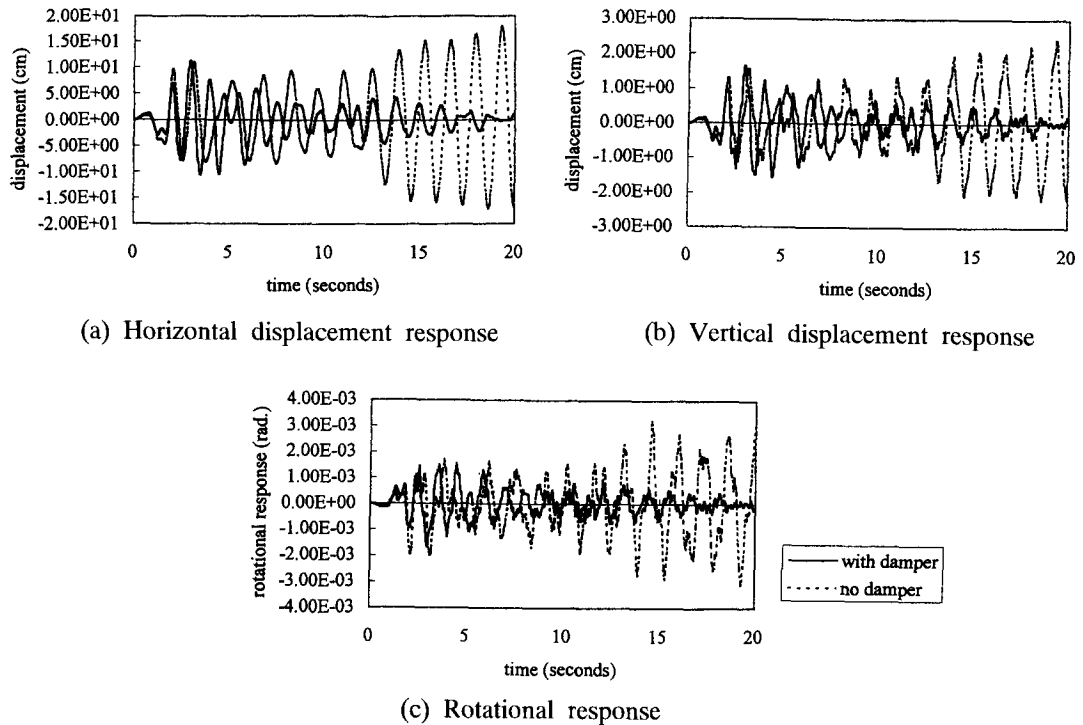 2.00E+01
1.50E+01
1.00E+01
5.00E+00
0.00E+00
-5.00E+00
-1.00E+01
-1.50E+01
-2.00E+01
displacement (cm)
0 5 10 15 20
time (seconds)
(a) Horizontal displacement response
3.00E+00
2.00E+00
1.00E+00
0.00E+00
-1.00E+00
-2.00E+00
-3.00E+00
displacement (cm)
0 5 10 15 20
time (seconds)
(b) Vertical displacement response
4.00E-03
3.00E-03
2.00E-03
1.00E-03
0.00E+00
-1.00E-03
-2.00E-03
-3.00E-03
-4.00E-03
rotational response (rad.)
0 5 10 15 20
time (seconds)
with damper
no damper
(c) Rotational response